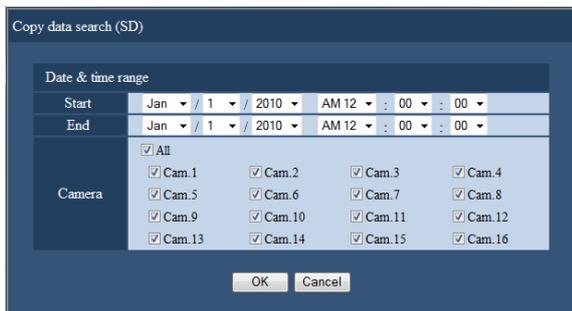 Copy data search (SD)
Date & time range
Start Jan / 1 / 2010 AM 12 : 00 : 00
End Jan / 1 / 2010 AM 12 : 00 : 00
All
Cam.1 Cam.2 Cam.3 Cam.4
Camera Cam.5 Cam.6 Cam.7 Cam.8
Cam.9 Cam.10 Cam.11 Cam.12
Cam.13 Cam.14 Cam.15 Cam.16
OK Cancel